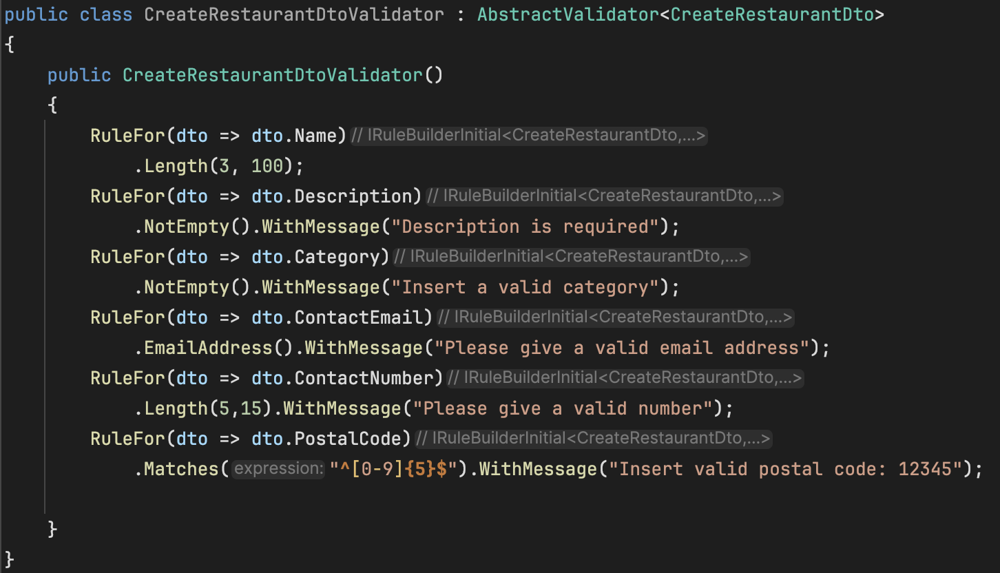 public class CreateRestaurantDtoValidator : AbstractValidator<CreateRestaurantDto>
{
    public CreateRestaurantDtoValidator()
    {
        RuleFor(dto => dto.Name) // IRuleBuilderInitial<CreateRestaurantDto,...>
            .Length(3, 100);
        RuleFor(dto => dto.Description) // IRuleBuilderInitial<CreateRestaurantDto,...>
            .NotEmpty().WithMessage("Description is required");
        RuleFor(dto => dto.Category) // IRuleBuilderInitial<CreateRestaurantDto,...>
            .NotEmpty().WithMessage("Insert a valid category");
        RuleFor(dto => dto.ContactEmail) // IRuleBuilderInitial<CreateRestaurantDto,...>
            .EmailAddress().WithMessage("Please give a valid email address");
        RuleFor(dto => dto.ContactNumber) // IRuleBuilderInitial<CreateRestaurantDto,...>
            .Length(5,15).WithMessage("Please give a valid number");
        RuleFor(dto => dto.PostalCode) // IRuleBuilderInitial<CreateRestaurantDto,...>
            .Matches( expression: "^[0-9]{5}$").WithMessage("Insert valid postal code: 12345");
    }
}